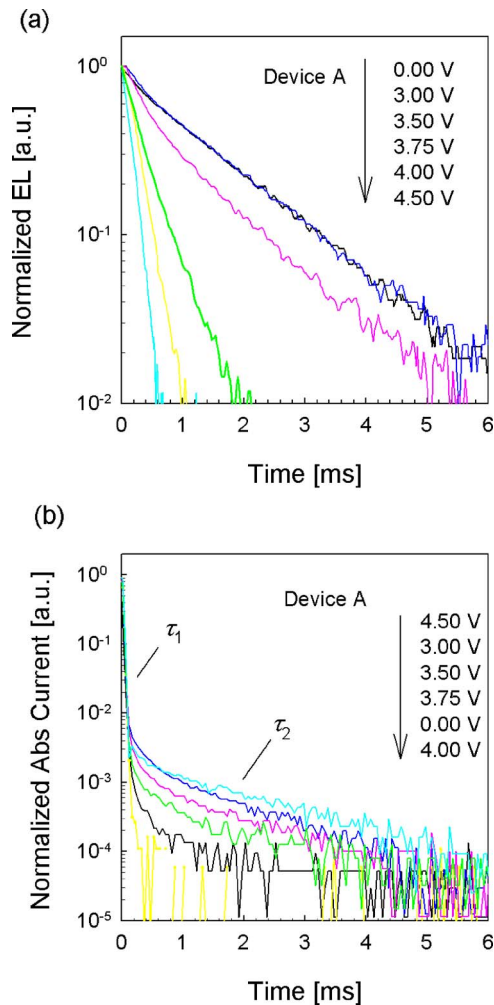 (a)
Normalized EL [a.u.]
10⁰
10⁻¹
10⁻²
Device A
0.00 V
3.00 V
3.50 V
3.75 V
4.00 V
4.50 V
0 1 2 3 4 5 6
Time [ms]
(b)
Normalized Abs Current [a.u.]
10⁰
10⁻¹
10⁻²
10⁻³
10⁻⁴
10⁻⁵
Device A
τ₁
τ₂
4.50 V
3.00 V
3.50 V
3.75 V
0.00 V
4.00 V
0 1 2 3 4 5 6
Time [ms]